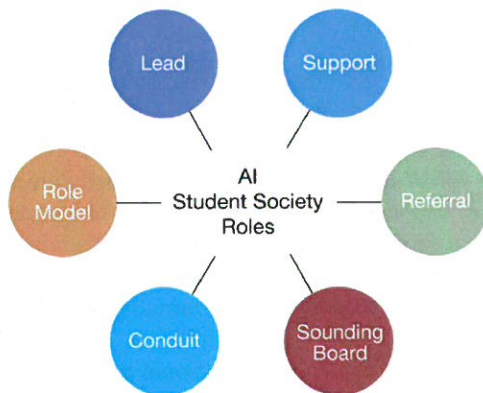 Lead
Support
Role
Model
AI
Student Society
Roles
Referral
Conduit
Sounding
Board